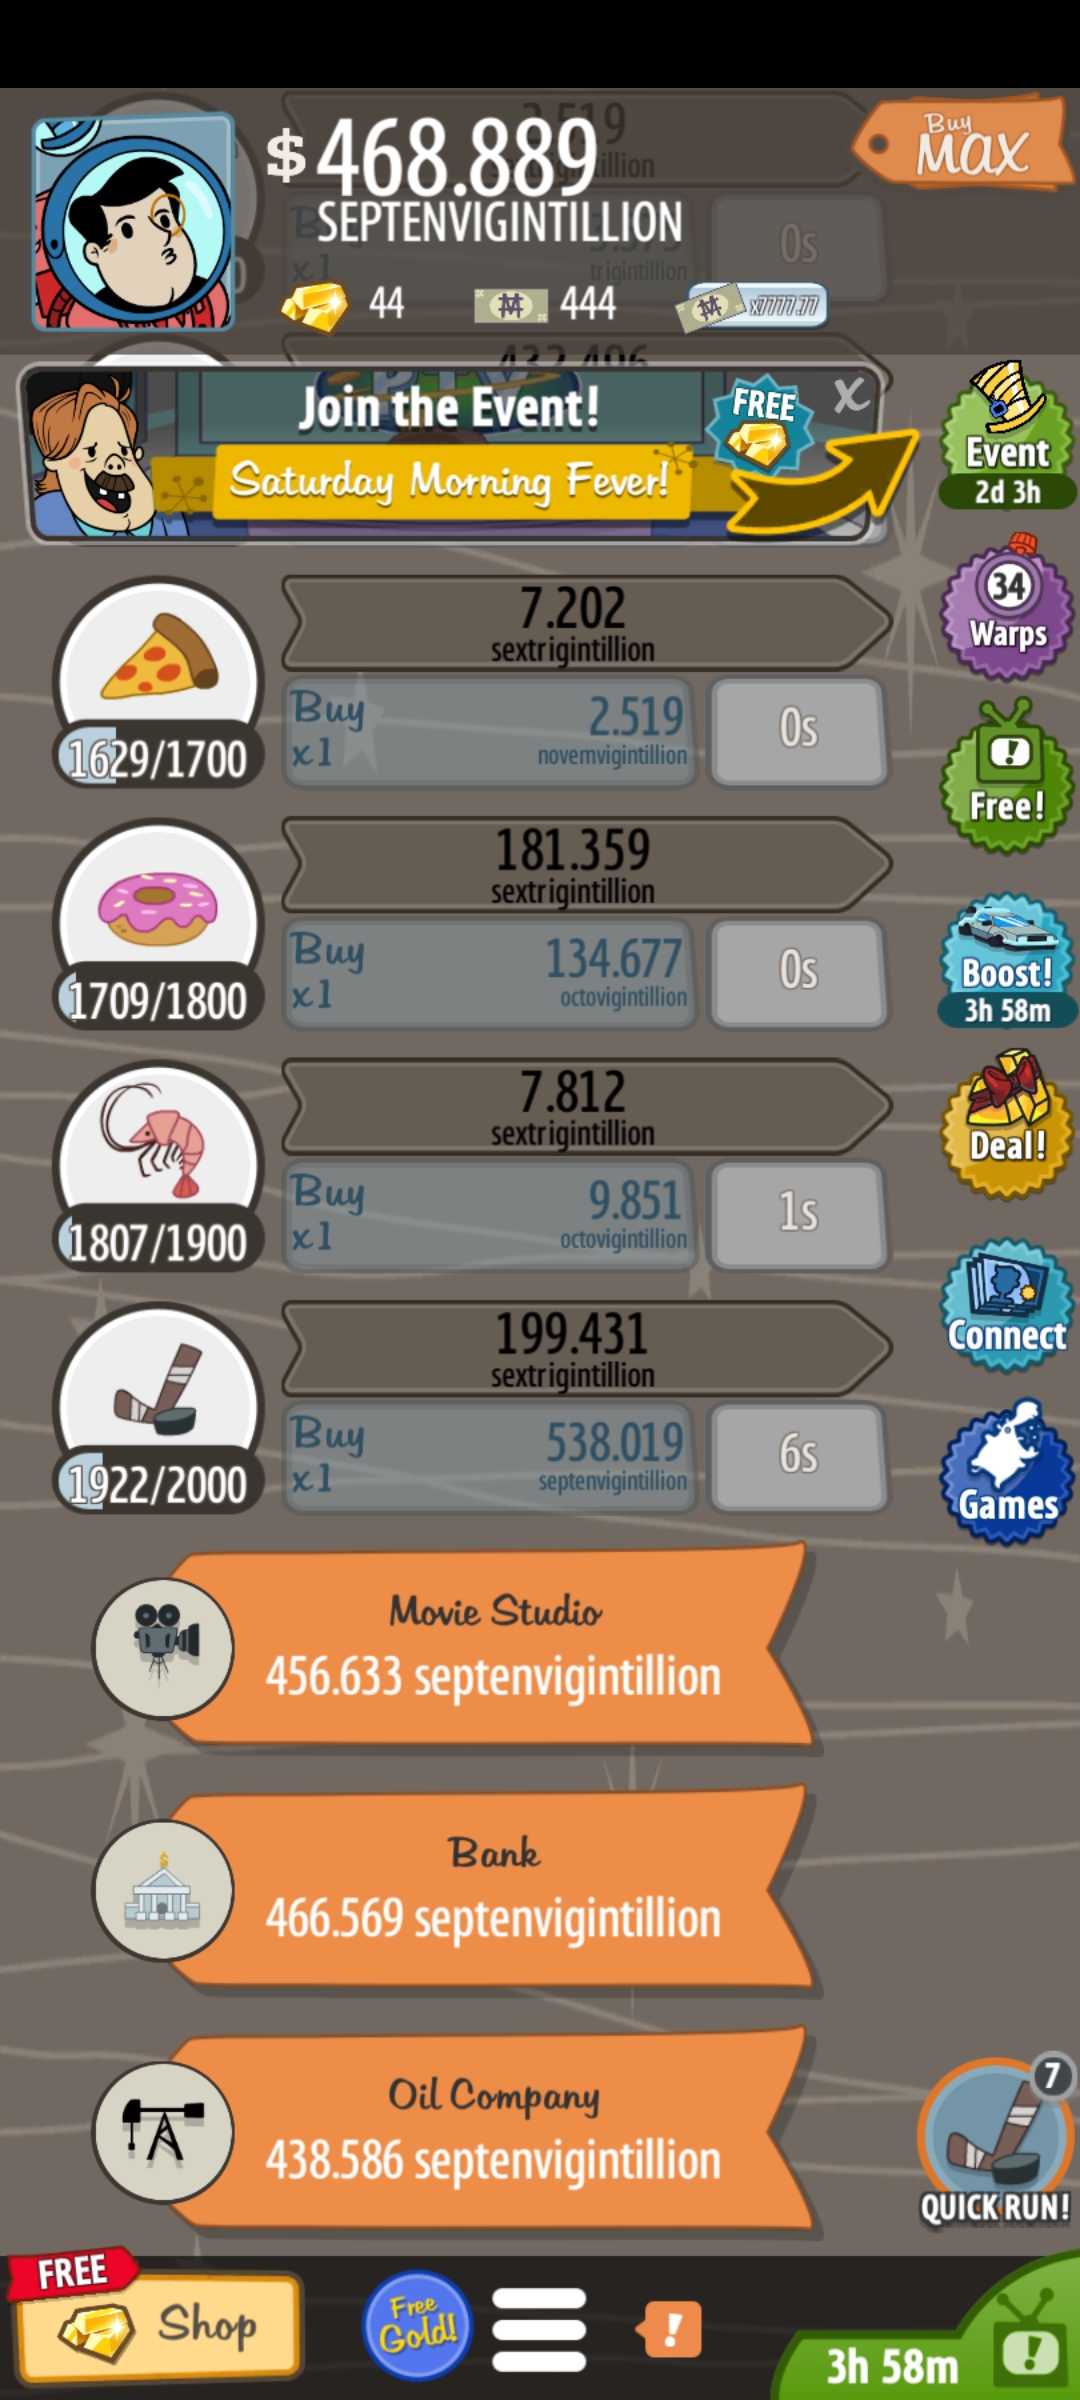 $468.889
SEPTENVIGINTILLION
Buy
MAX
0s
trigintillion
x1
44
444
x7777.77
Join the Event!
Saturday Morning Fever!
FREE
X
Event
2d 3h
7.202
sextrigintillion
Buy
x1
2.519
novemvigintillion
0s
1629/1700
34
Warps
Free!
181.359
sextrigintillion
Buy
x1
134.677
octovigintillion
0s
1709/1800
Boost!
3h 58m
7.812
sextrigintillion
Buy
x1
9.851
octovigintillion
1s
1807/1900
Deal!
Connect
199.431
sextrigintillion
Buy
x1
538.019
septenvigintillion
6s
1922/2000
Games
Movie Studio
456.633 septenvigintillion
Bank
466.569 septenvigintillion
Oil Company
438.586 septenvigintillion
7
QUICK RUN!
FREE
Shop
Free
Gold!
!
3h 58m
!